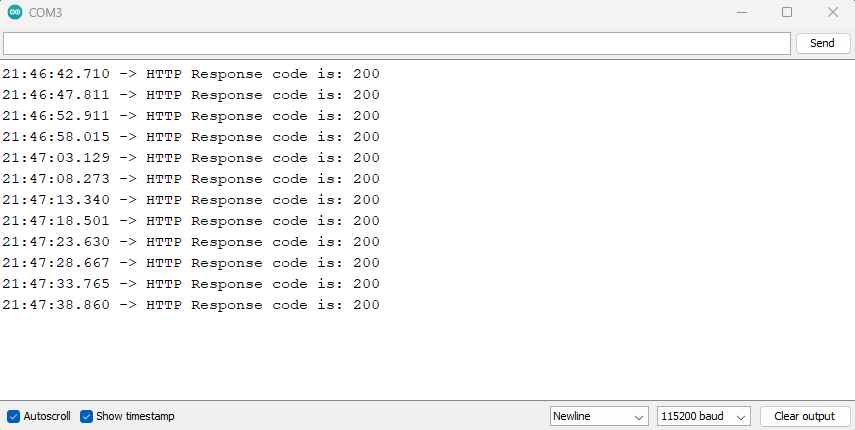 COM3
Send
21:46:42.710 -> HTTP Response code is: 200
21:46:47.811 -> HTTP Response code is: 200
21:46:52.911 -> HTTP Response code is: 200
21:46:58.015 -> HTTP Response code is: 200
21:47:03.129 -> HTTP Response code is: 200
21:47:08.273 -> HTTP Response code is: 200
21:47:13.340 -> HTTP Response code is: 200
21:47:18.501 -> HTTP Response code is: 200
21:47:23.630 -> HTTP Response code is: 200
21:47:28.667 -> HTTP Response code is: 200
21:47:33.765 -> HTTP Response code is: 200
21:47:38.860 -> HTTP Response code is: 200
Autoscroll Show timestamp Newline 115200 baud Clear output